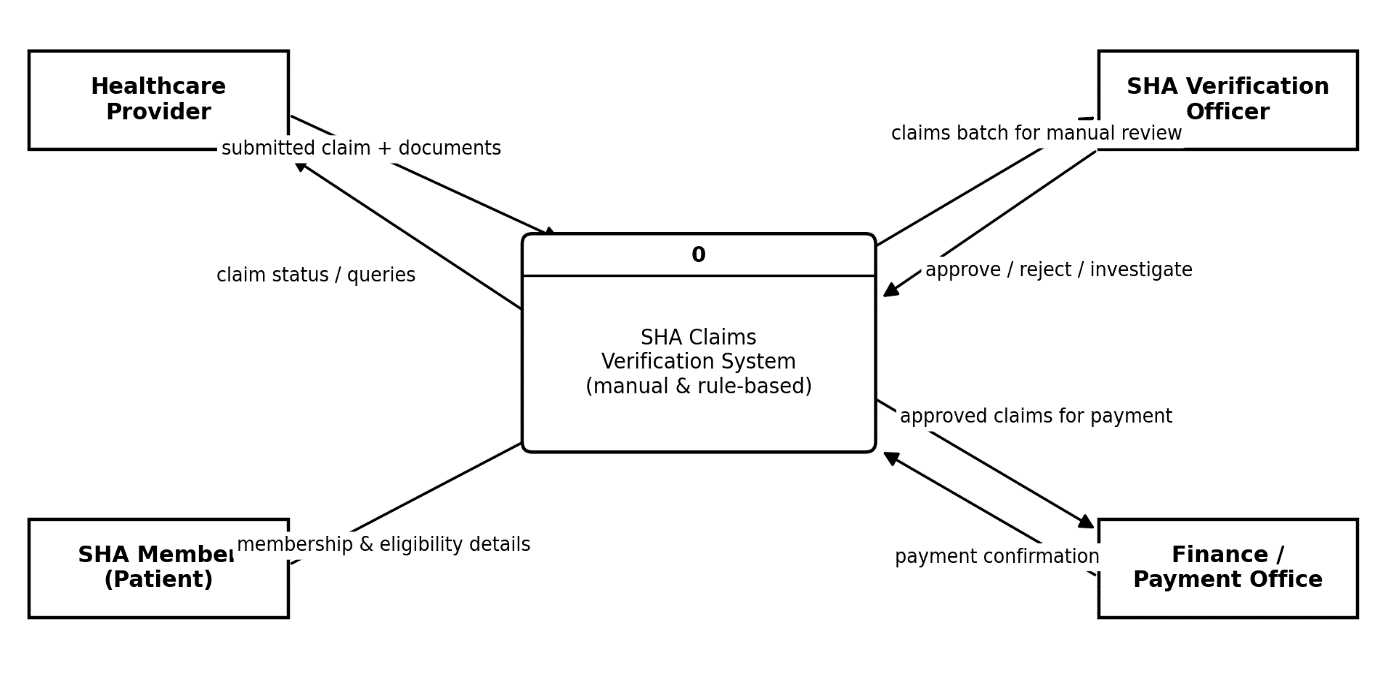 Healthcare
Provider
SHA Verification
Officer
submitted claim + documents
claims batch for manual review
0
claim status / queries
approve / reject / investigate
SHA Claims
Verification System
(manual & rule-based)
approved claims for payment
membership & eligibility details
payment confirmation
SHA Member
(Patient)
Finance /
Payment Office